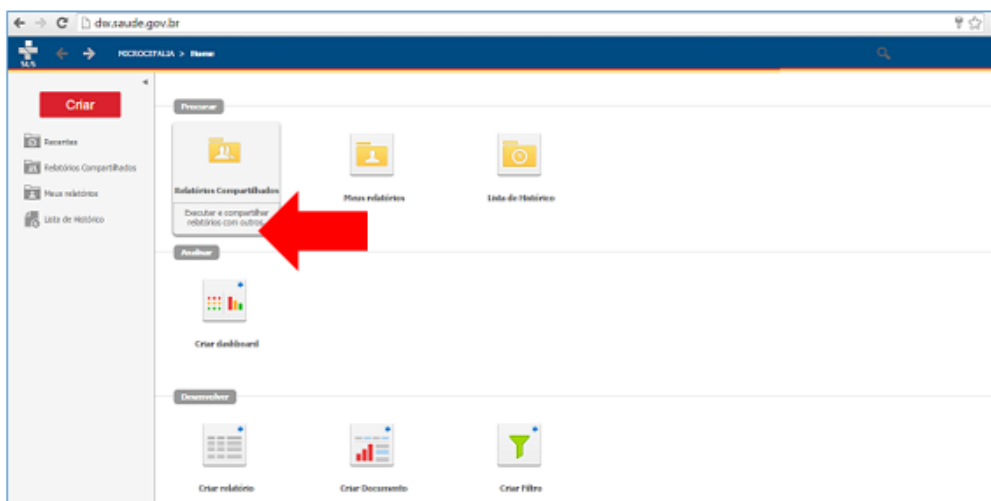 dw.saude.gov.br
SUS
MICROCEFALIA > Home
Criar
Recentes
Relatórios Compartilhados
Meus relatórios
Lista de Histórico
Procurar
Relatórios Compartilhados
Executar e compartilhar
relatórios com outros
Meus relatórios
Lista de Histórico
Analisar
Criar dashboard
Desenvolver
Criar relatório
Criar Documento
Criar Filtro